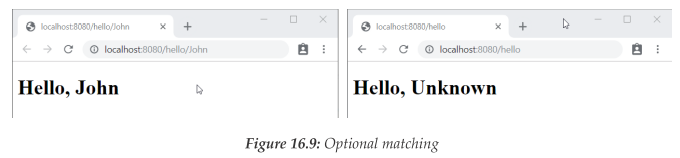 localhost:8080/hello/John
localhost:8080/hello/John
Hello, John
localhost:8080/hello
localhost:8080/hello
Hello, Unknown
Figure 16.9: Optional matching